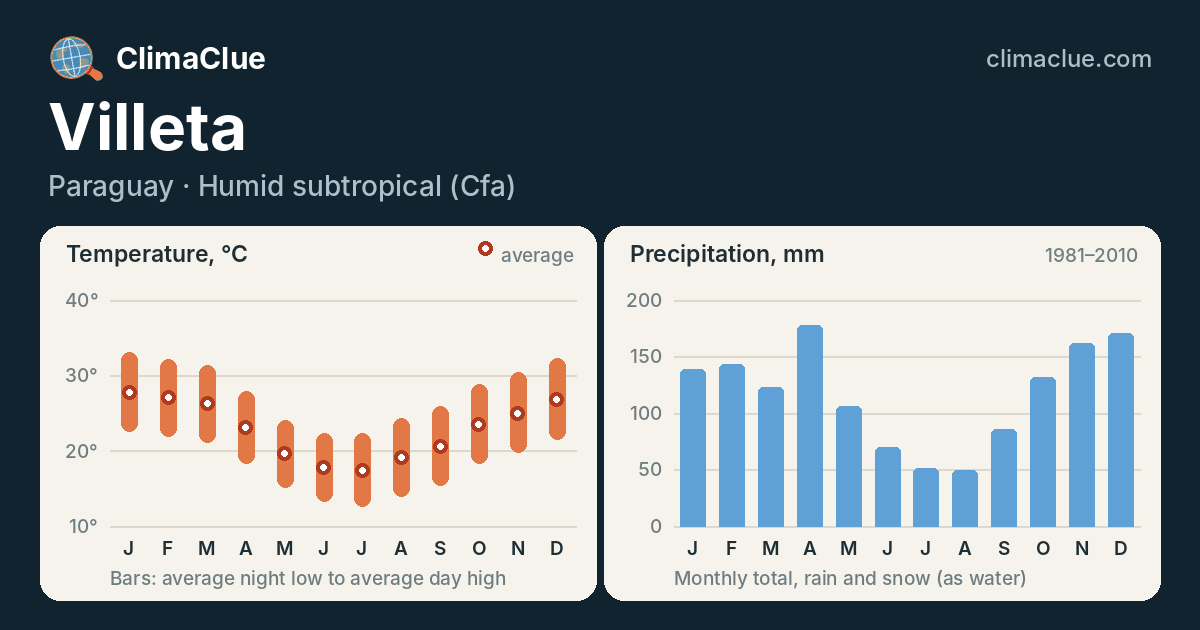 ClimaClue
climaclue.com
Villeta
Paraguay · Humid subtropical (Cfa)
Temperature, °C
average
40°
30°
20°
10°
J F M A M J J A S O N D
Bars: average night low to average day high
Precipitation, mm
1981–2010
200
150
100
50
0
J F M A M J J A S O N D
Monthly total, rain and snow (as water)